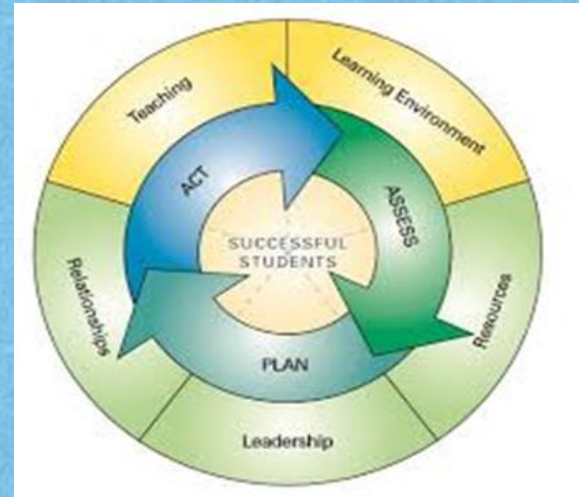 Teaching
Learning Environment
ACT
ASSESS
SUCCESSFUL
STUDENTS
Relationships
Resources
PLAN
Leadership